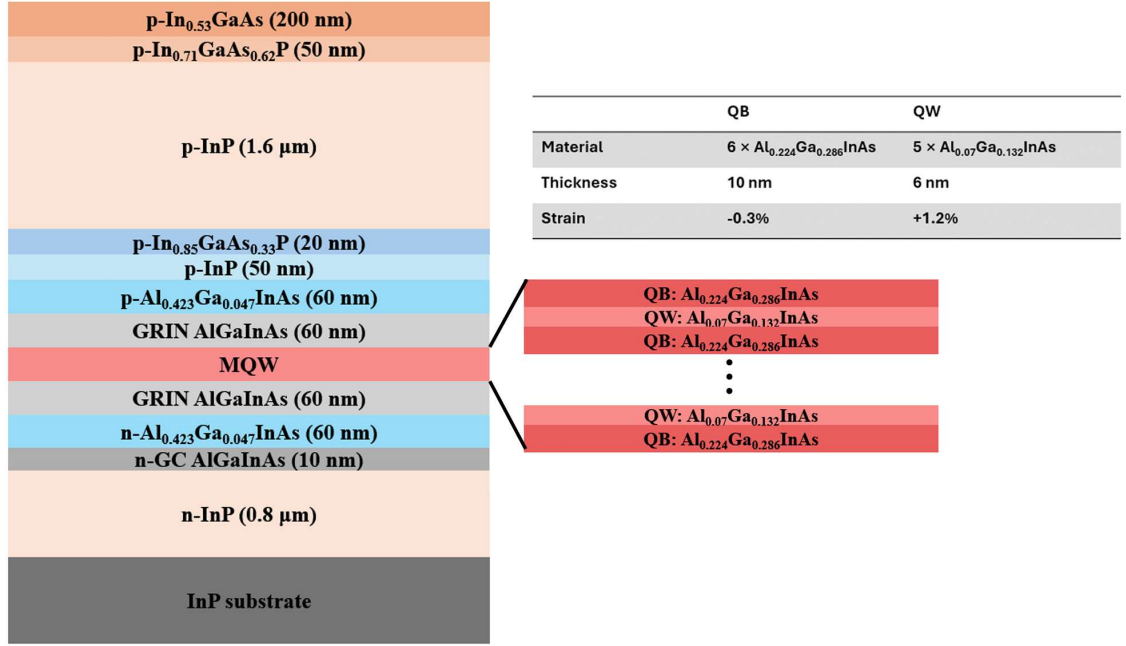 p-In₀.₅₃GaAs (200 nm)
p-In₀.₇₁GaAs₀.₆₂P (50 nm)
p-InP (1.6 μm)
p-In₀.₈₅GaAs₀.₃₃P (20 nm)
p-InP (50 nm)
p-Al₀.₄₂₃Ga₀.₀₄₇InAs (60 nm)
GRIN AlGaInAs (60 nm)
MQW
GRIN AlGaInAs (60 nm)
n-Al₀.₄₂₃Ga₀.₀₄₇InAs (60 nm)
n-GC AlGaInAs (10 nm)
n-InP (0.8 μm)
InP substrate
QB QW
Material 6 × Al₀.₂₂₄Ga₀.₂₈₆InAs 5 × Al₀.₀₇Ga₀.₁₃₂InAs
Thickness 10 nm 6 nm
Strain -0.3% +1.2%
QB: Al₀.₂₂₄Ga₀.₂₈₆InAs
QW: Al₀.₀₇Ga₀.₁₃₂InAs
QB: Al₀.₂₂₄Ga₀.₂₈₆InAs
QW: Al₀.₀₇Ga₀.₁₃₂InAs
QB: Al₀.₂₂₄Ga₀.₂₈₆InAs